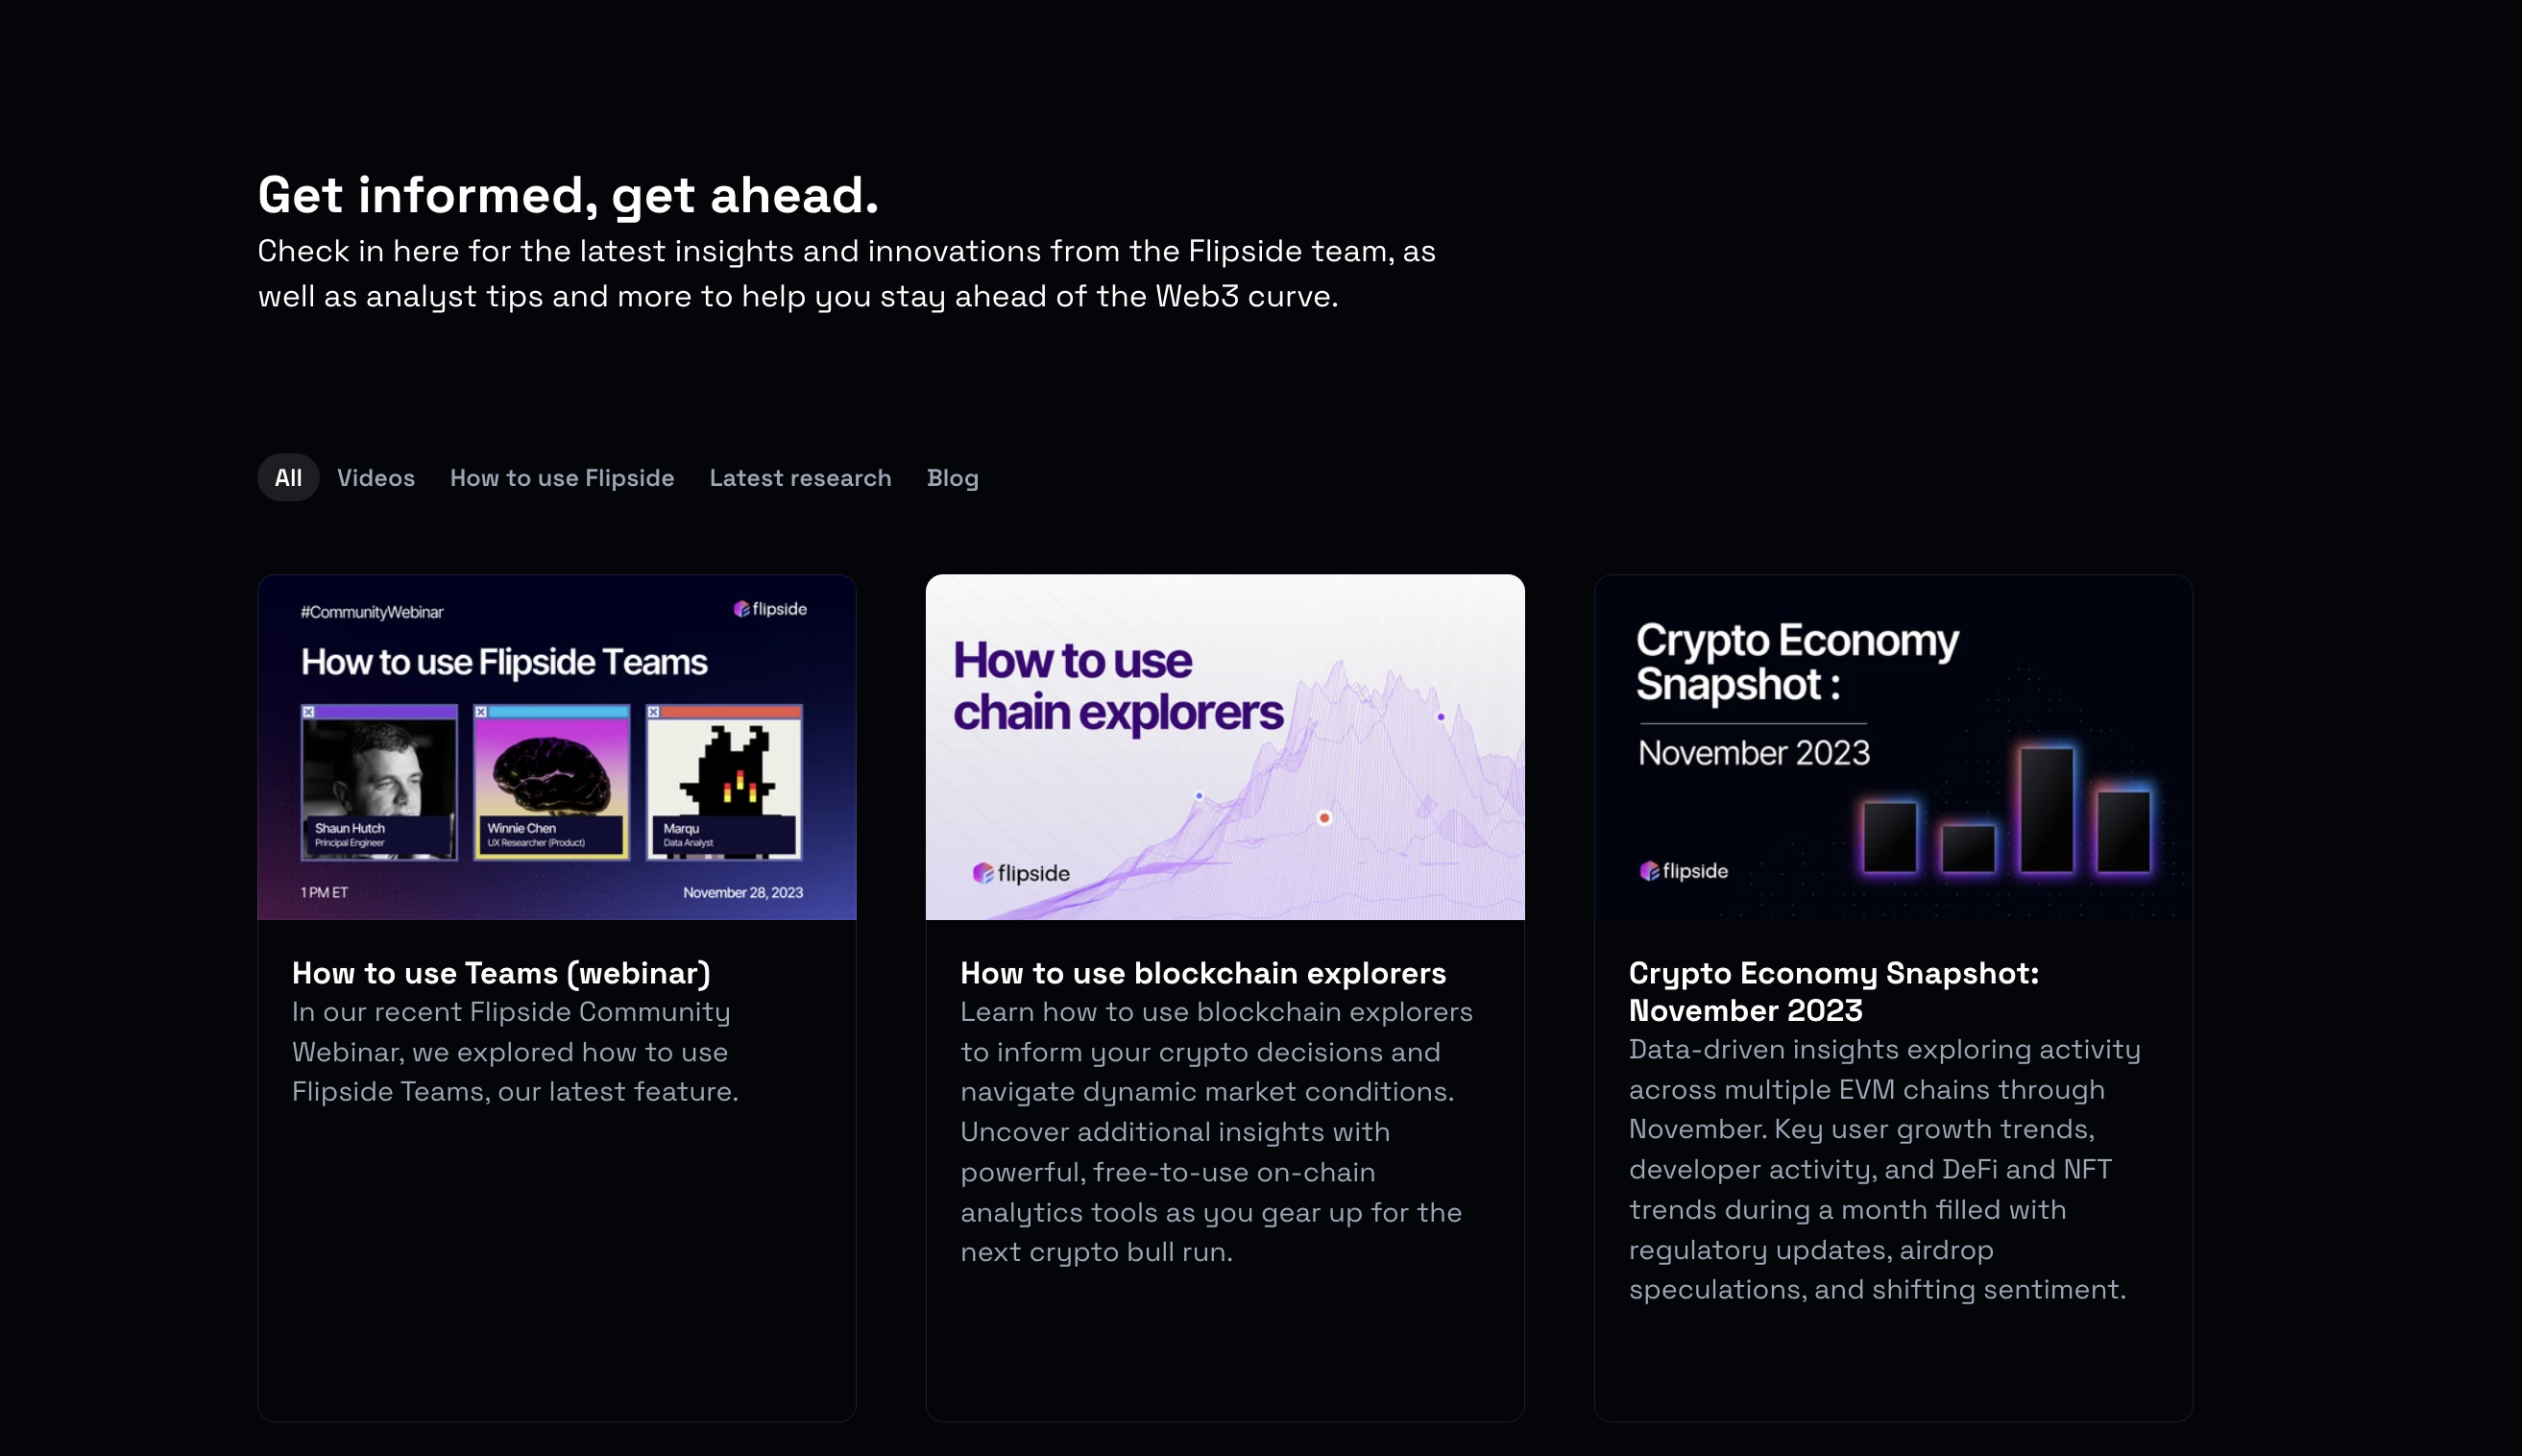 Get informed, get ahead.
Check in here for the latest insights and innovations from the Flipside team, as
well as analyst tips and more to help you stay ahead of the Web3 curve.
All
Videos
How to use Flipside
Latest research
Blog
#CommunityWebinar
flipside
How to use Flipside Teams
Shaun Hutch
Principal Engineer
Winnie Chen
UX Researcher (Product)
Marqu
Data Analyst
1 PM ET
November 28, 2023
How to use Teams (webinar)
In our recent Flipside Community
Webinar, we explored how to use
Flipside Teams, our latest feature.
How to use
chain explorers
flipside
How to use blockchain explorers
Learn how to use blockchain explorers
to inform your crypto decisions and
navigate dynamic market conditions.
Uncover additional insights with
powerful, free-to-use on-chain
analytics tools as you gear up for the
next crypto bull run.
Crypto Economy
Snapshot :
November 2023
flipside
Crypto Economy Snapshot:
November 2023
Data-driven insights exploring activity
across multiple EVM chains through
November. Key user growth trends,
developer activity, and DeFi and NFT
trends during a month filled with
regulatory updates, airdrop
speculations, and shifting sentiment.